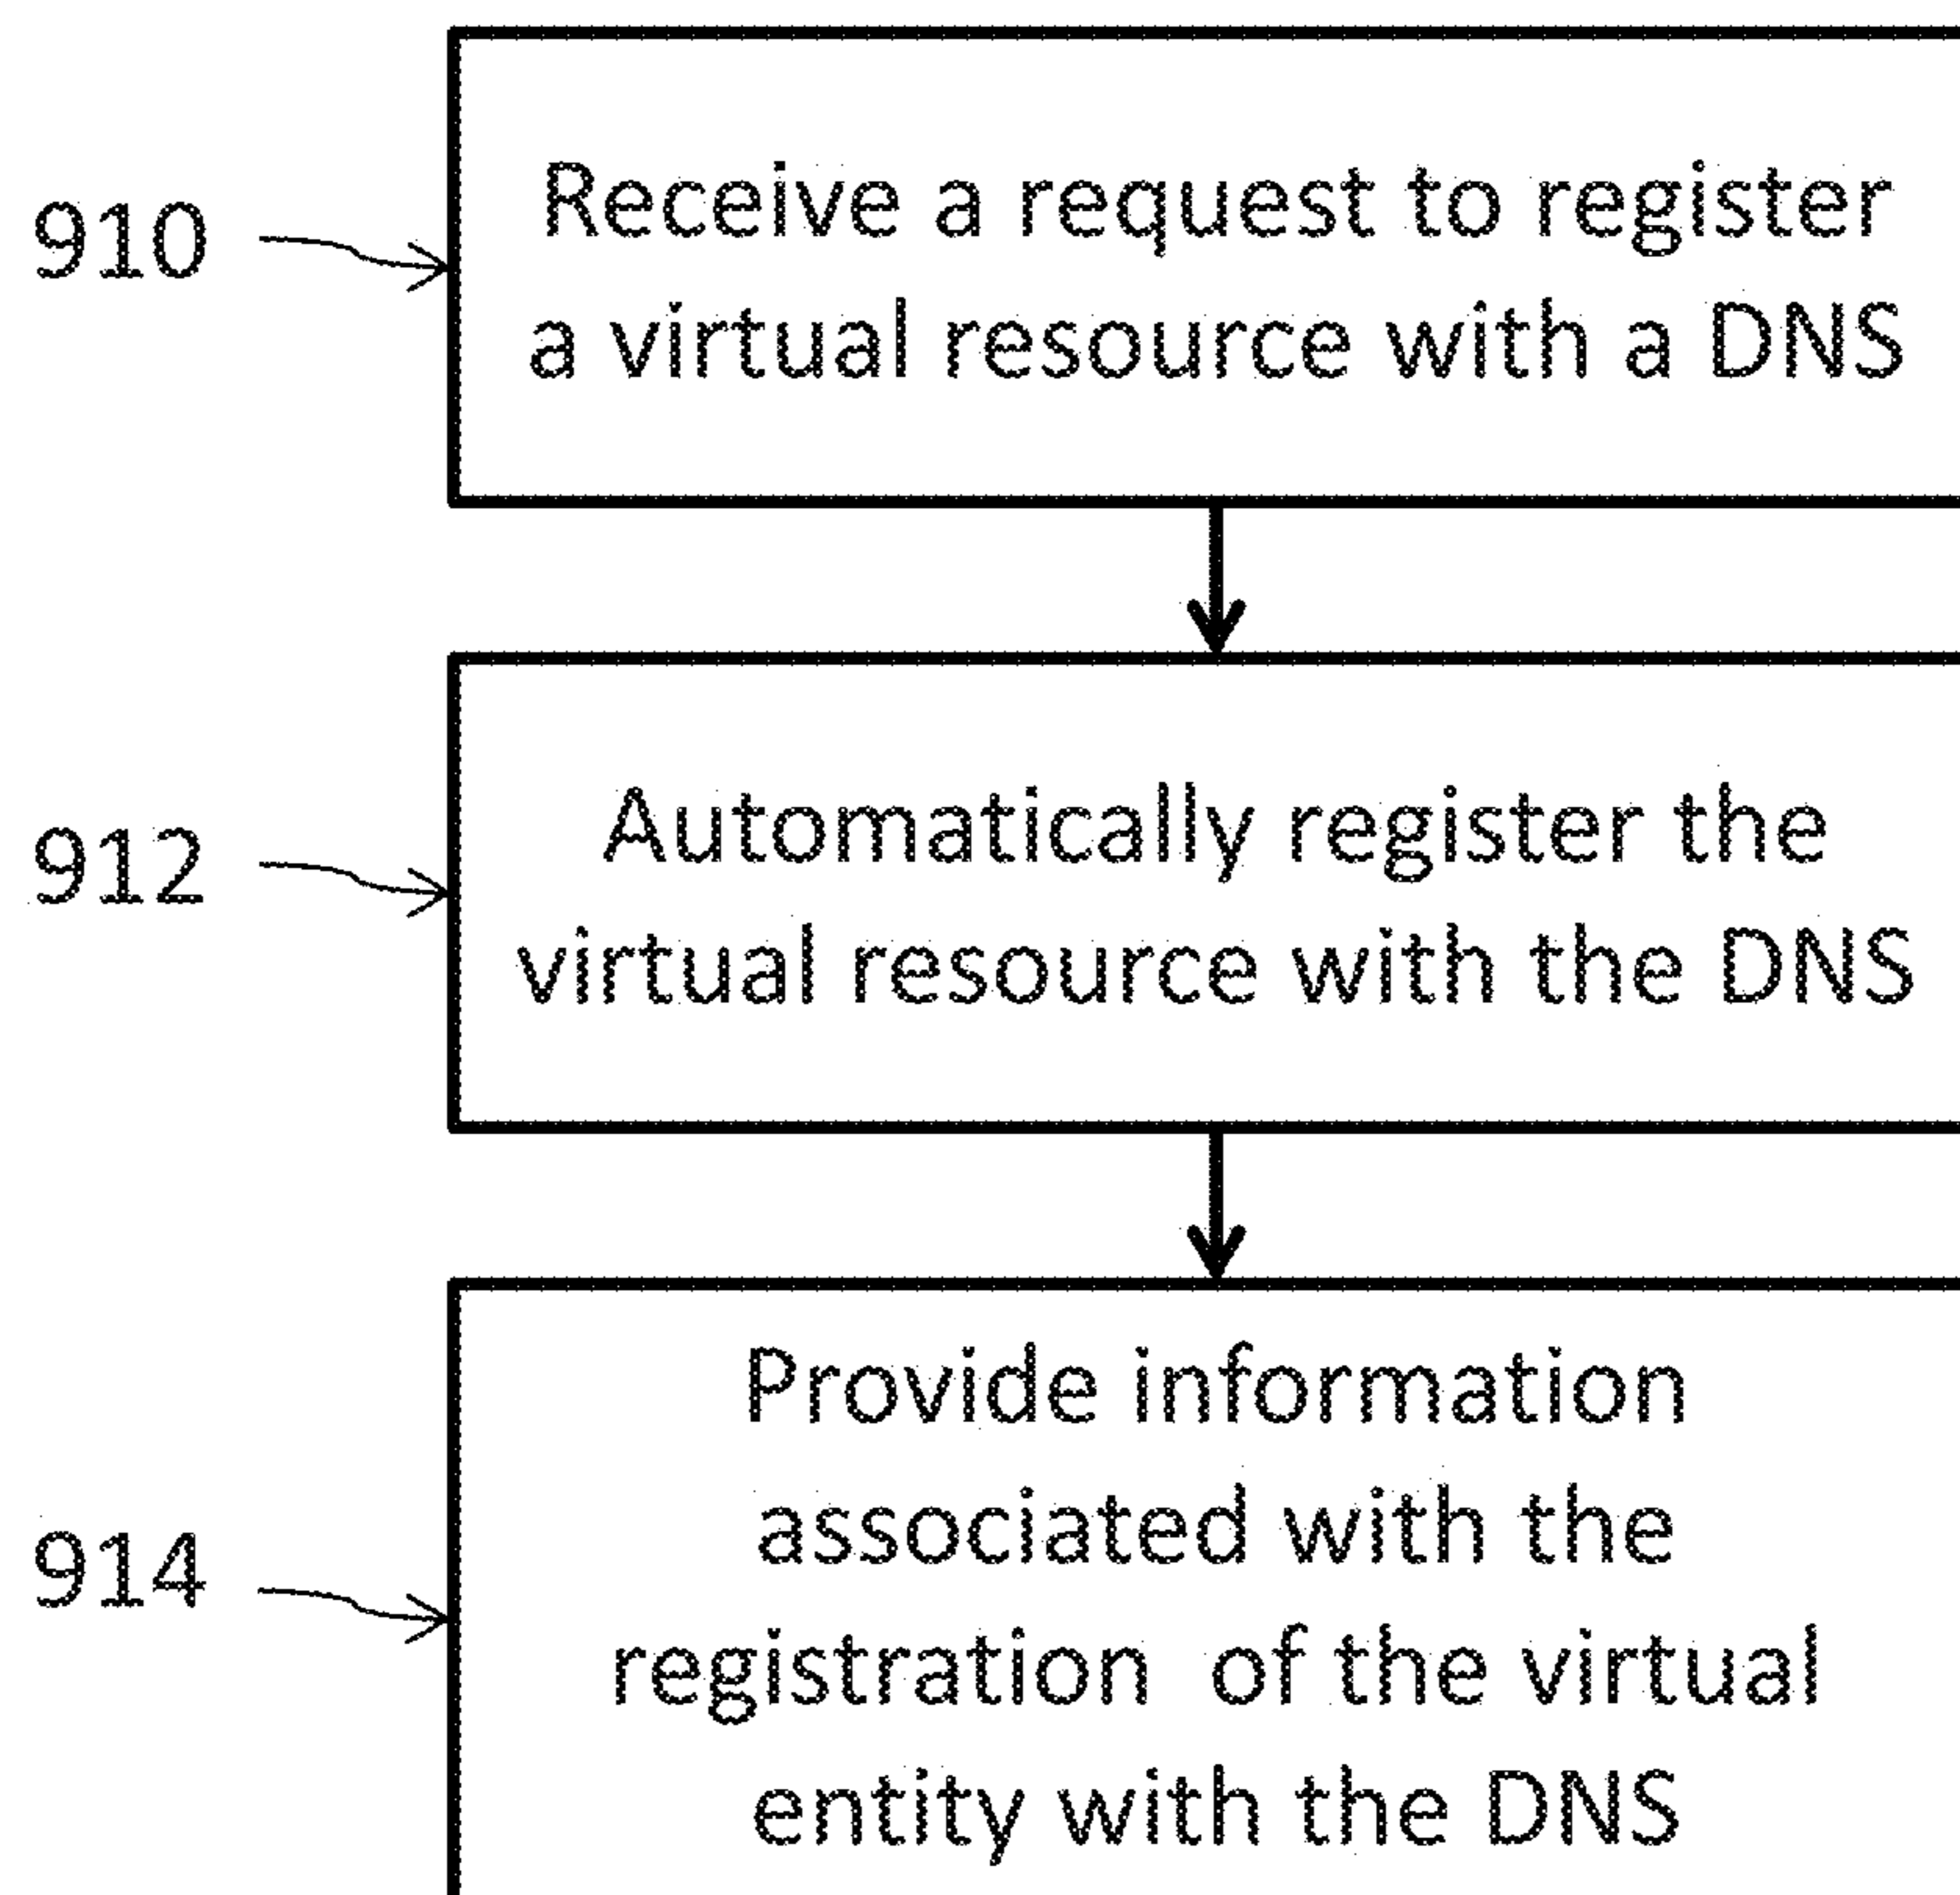 910
Receive a request to register
a virtual resource with a DNS
912
Automatically register the
virtual resource with the DNS
914
Provide information
associated with the
registration of the virtual
entity with the DNS